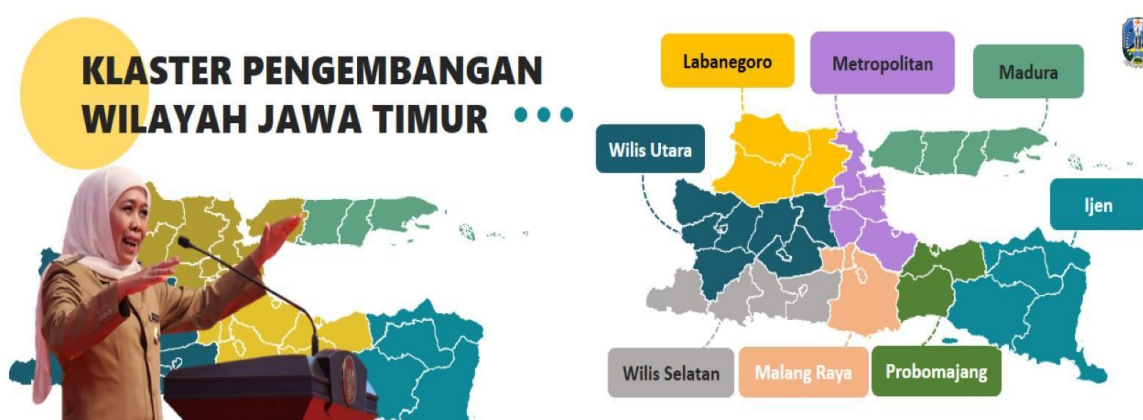 KLASTER PENGEMBANGAN
WILAYAH JAWA TIMUR
Labanegoro
Metropolitan
Madura
Wilis Utara
Ijen
Wilis Selatan
Malang Raya
Probomajang